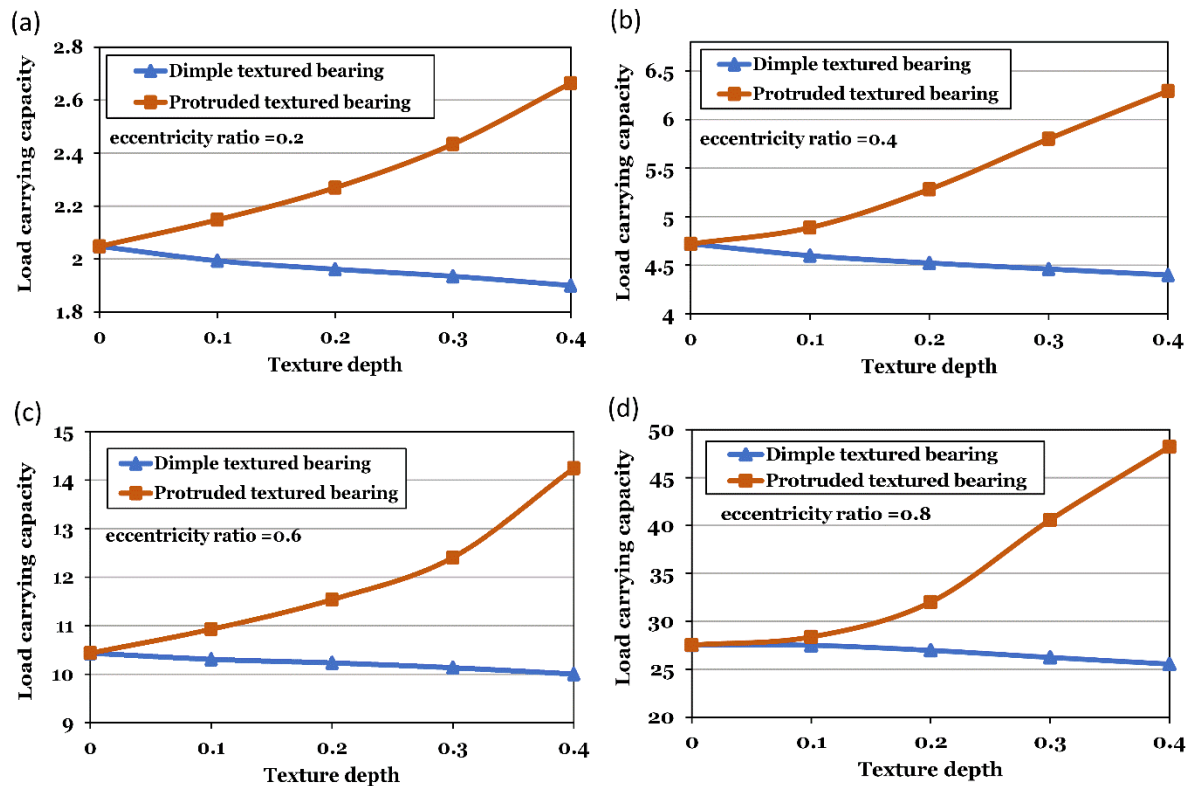 (a)
Load carrying capacity
2.8
2.6
2.4
2.2
2
1.8
Dimple textured bearing
Protruded textured bearing
eccentricity ratio =0.2
0 0.1 0.2 0.3 0.4
Texture depth
(b)
Load carrying capacity
6.5
6
5.5
5
4.5
4
Dimple textured bearing
Protruded textured bearing
eccentricity ratio =0.4
0 0.1 0.2 0.3 0.4
Texture depth
(c)
Load carrying capacity
15
14
13
12
11
10
9
Dimple textured bearing
Protruded textured bearing
eccentricity ratio =0.6
0 0.1 0.2 0.3 0.4
Texture depth
(d)
Load carrying capacity
50
45
40
35
30
25
20
Dimple textured bearing
Protruded textured bearing
eccentricity ratio =0.8
0 0.1 0.2 0.3 0.4
Texture depth